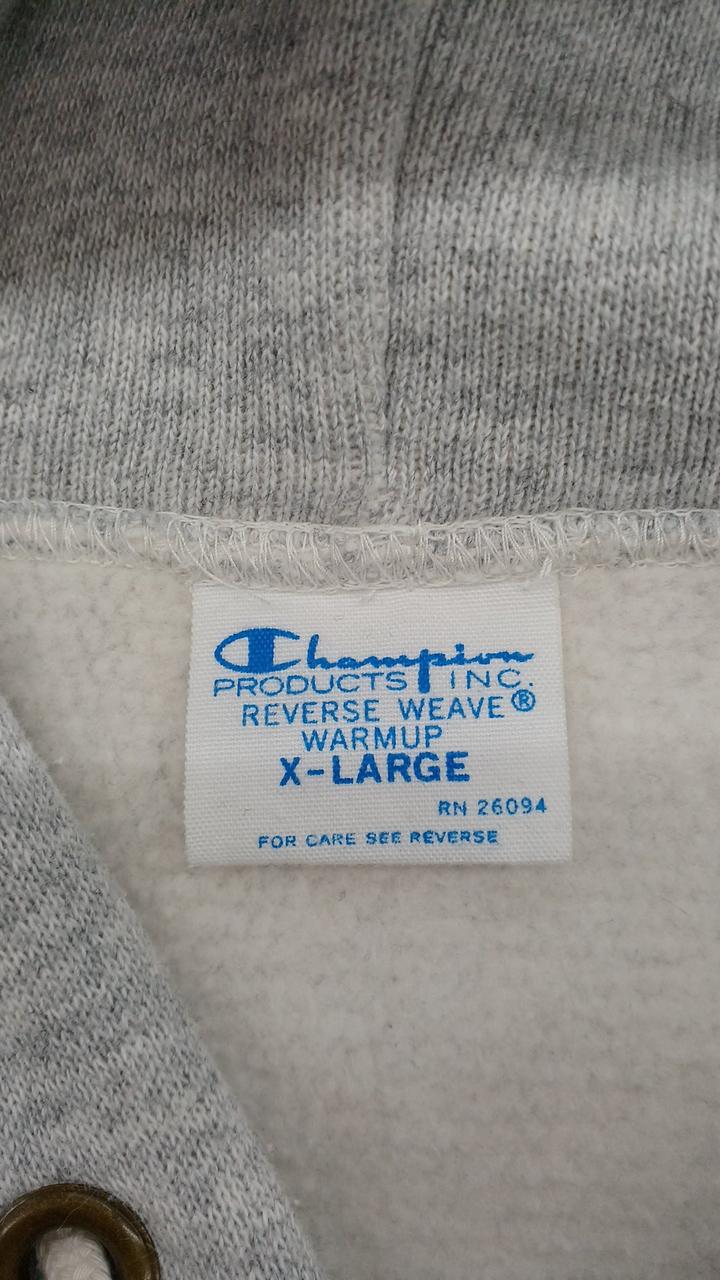 Champion
PRODUCTS INC.
REVERSE WEAVE®
WARMUP
X-LARGE
RN 26094
FOR CARE SEE REVERSE